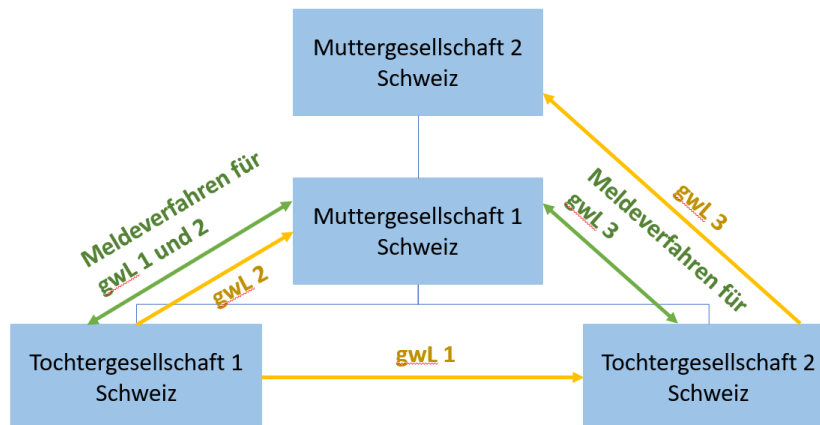 Muttergesellschaft 2
Schweiz
Meldeverfahren für
gwL 1 und 2
gwL 2
Muttergesellschaft 1
Schweiz
gwL 3
Meldeverfahren für
gwL 3
Tochtergesellschaft 1
Schweiz
gwL 1
Tochtergesellschaft 2
Schweiz